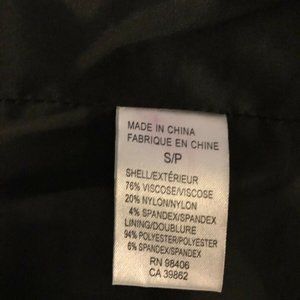 MADE IN CHINA
FABRIQUE EN CHINE
S/P
SHELL/EXTÉRIEUR
76% VISCOSE/VISCOSE
20% NYLON/NYLON
4% SPANDEX/SPANDEX
LINING/DOUBLURE
94% POLYESTER/POLYESTER
6% SPANDEX/SPANDEX
RN 98406
CA 39862